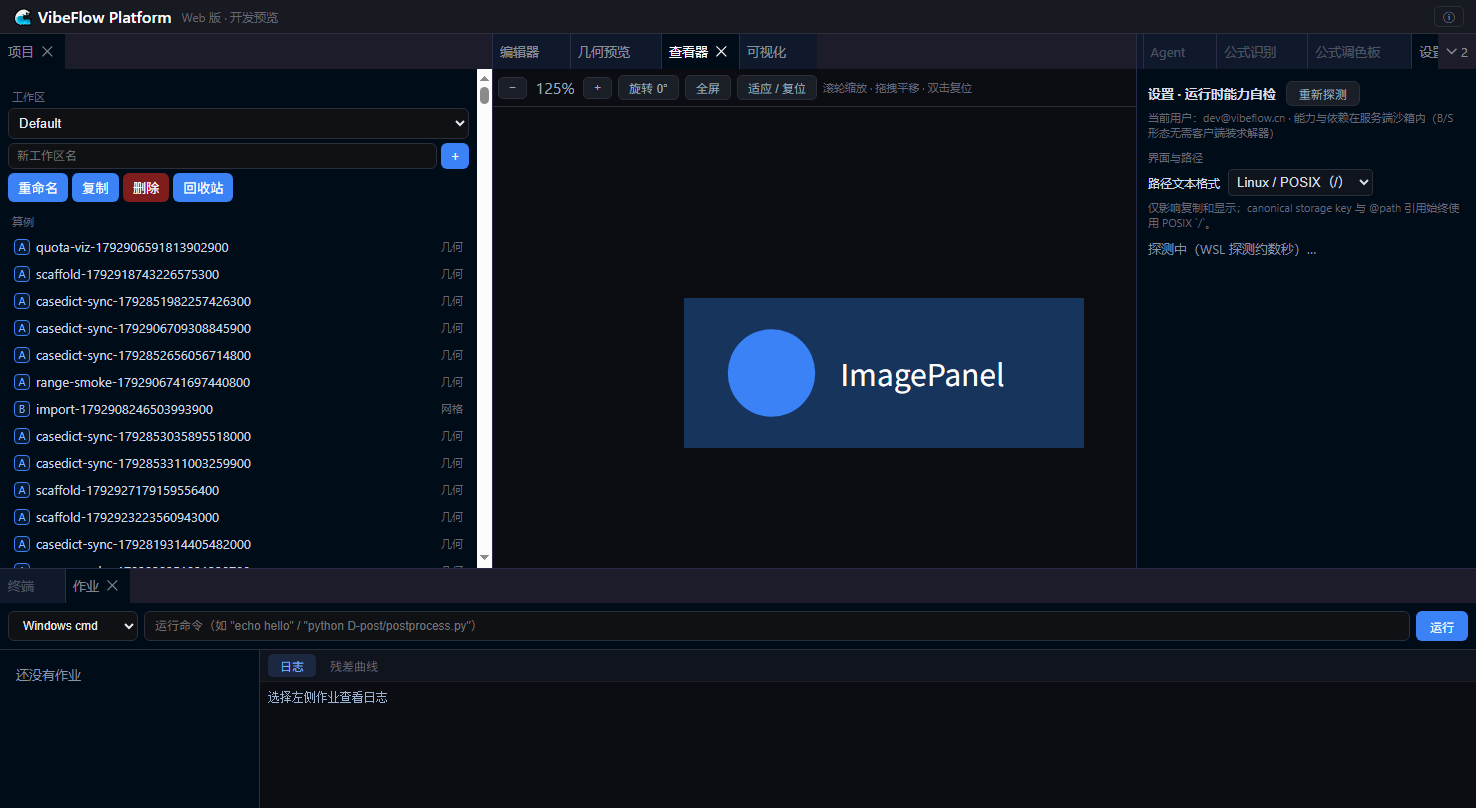 VibeFlow Platform Web 版 · 开发预览
项目
工作区
Default
新工作区名
+
重命名 复制 删除 回收站
算例
A quota-viz-1792906591813902900 几何
A scaffold-1792918743226575300 几何
A casedict-sync-1792851982257426300 几何
A casedict-sync-1792906709308845900 几何
A casedict-sync-1792852656056714800 几何
A range-smoke-1792906741697440800 几何
B import-1792908246503993900 网格
A casedict-sync-1792853035895518000 几何
A casedict-sync-1792853311003259900 几何
A scaffold-1792927179159556400 几何
A scaffold-1792923223560943000 几何
A casedict-sync-1792819314405482000 几何
编辑器 几何预览 查看器 可视化
− 125% + 旋转 0° 全屏 适应 / 复位 滚轮缩放 · 拖拽平移 · 双击复位
ImagePanel
Agent 公式识别 公式调色板 设置 2
设置 · 运行时能力自检 重新探测
当前用户：dev@vibeflow.cn · 能力与依赖在服务端沙箱内（B/S
形态无需客户端装求解器）
界面与路径
路径文本格式 Linux / POSIX（/）
仅影响复制和显示；canonical storage key 与 @path 引用始终使
用 POSIX `/`。
探测中（WSL 探测约数秒）...
终端 作业
Windows cmd 运行命令（如 "echo hello" / "python D-post/postprocess.py"） 运行
还没有作业
日志 残差曲线
选择左侧作业查看日志